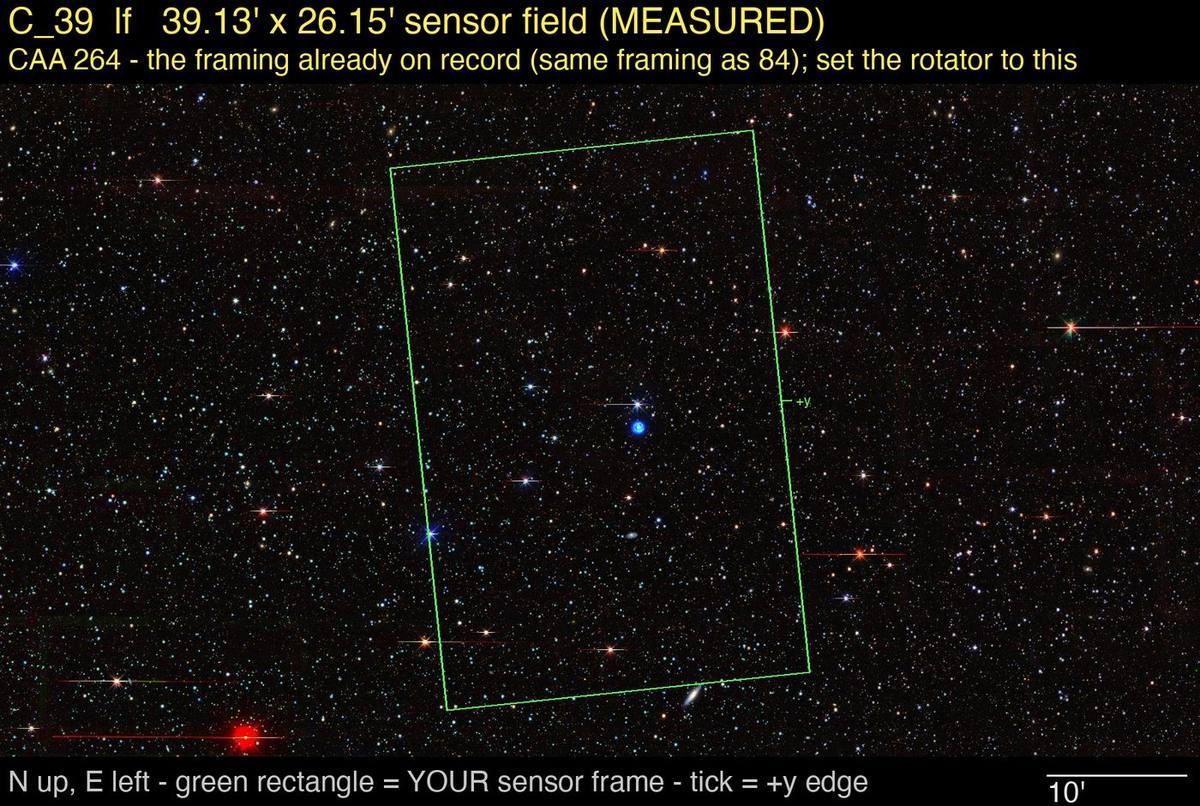 C_39 lf 39.13' x 26.15' sensor field (MEASURED)
CAA 264 - the framing already on record (same framing as 84); set the rotator to this
+y
N up, E left - green rectangle = YOUR sensor frame - tick = +y edge
10'